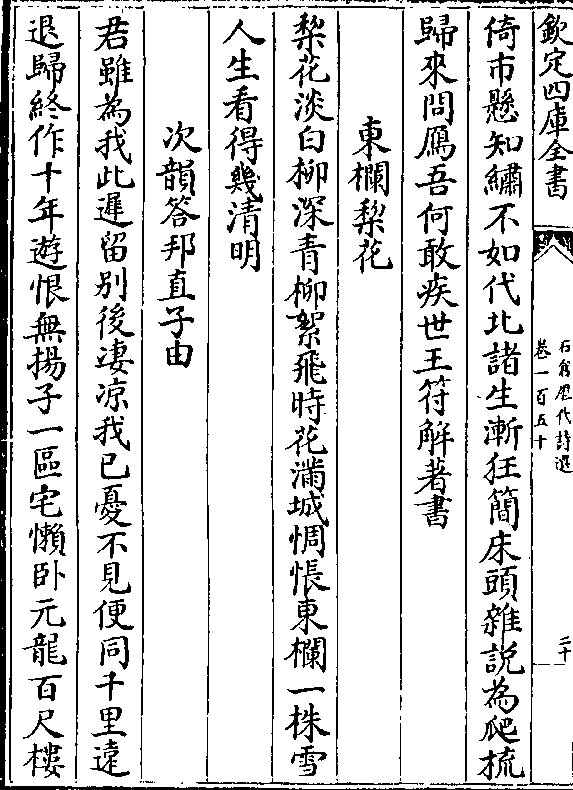 欽定四庫全書
石倉歷代詩選
卷一百五十
二十
倚市懸知繡不如代北諸生漸狂簡床頭雜說為爬梳
歸來問鴈吾何敢疾世王符解著書
東欄梨花
梨花淡白柳深青柳絮飛時花滿城惆悵東欄一株雪
人生看得幾清明
次韻答邦直子由
君雖為我此遲留别後凄凉我已憂不見便同千里逺
退歸終作十年遊恨無揚子一區宅懶卧元龍百尺樓